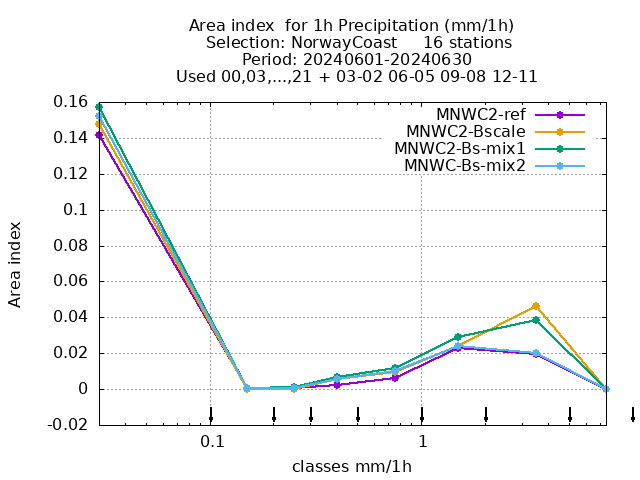 Area index  for 1h Precipitation (mm/1h)
Selection: NorwayCoast     16 stations
Period: 20240601-20240630
Used 00,03,...,21 + 03-02 06-05 09-08 12-11
MNWC2-ref
MNWC2-Bscale
MNWC2-Bs-mix1
MNWC-Bs-mix2
0.16
0.14
0.12
0.1
0.08
0.06
0.04
0.02
0
-0.02
Area index
0.1
1
classes mm/1h